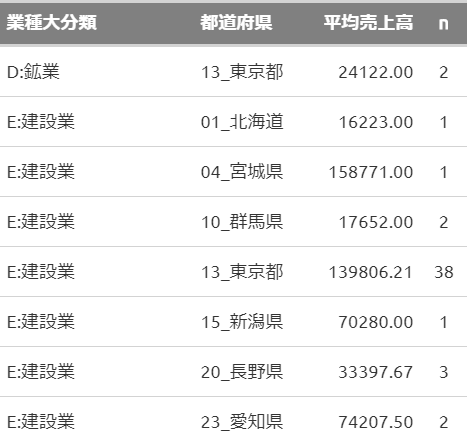 業種大分類 都道府県 平均売上高 n
D:鉱業 13_東京都 24122.00 2
E:建設業 01_北海道 16223.00 1
E:建設業 04_宮城県 158771.00 1
E:建設業 10_群馬県 17652.00 2
E:建設業 13_東京都 139806.21 38
E:建設業 15_新潟県 70280.00 1
E:建設業 20_長野県 33397.67 3
E:建設業 23_愛知県 74207.50 2